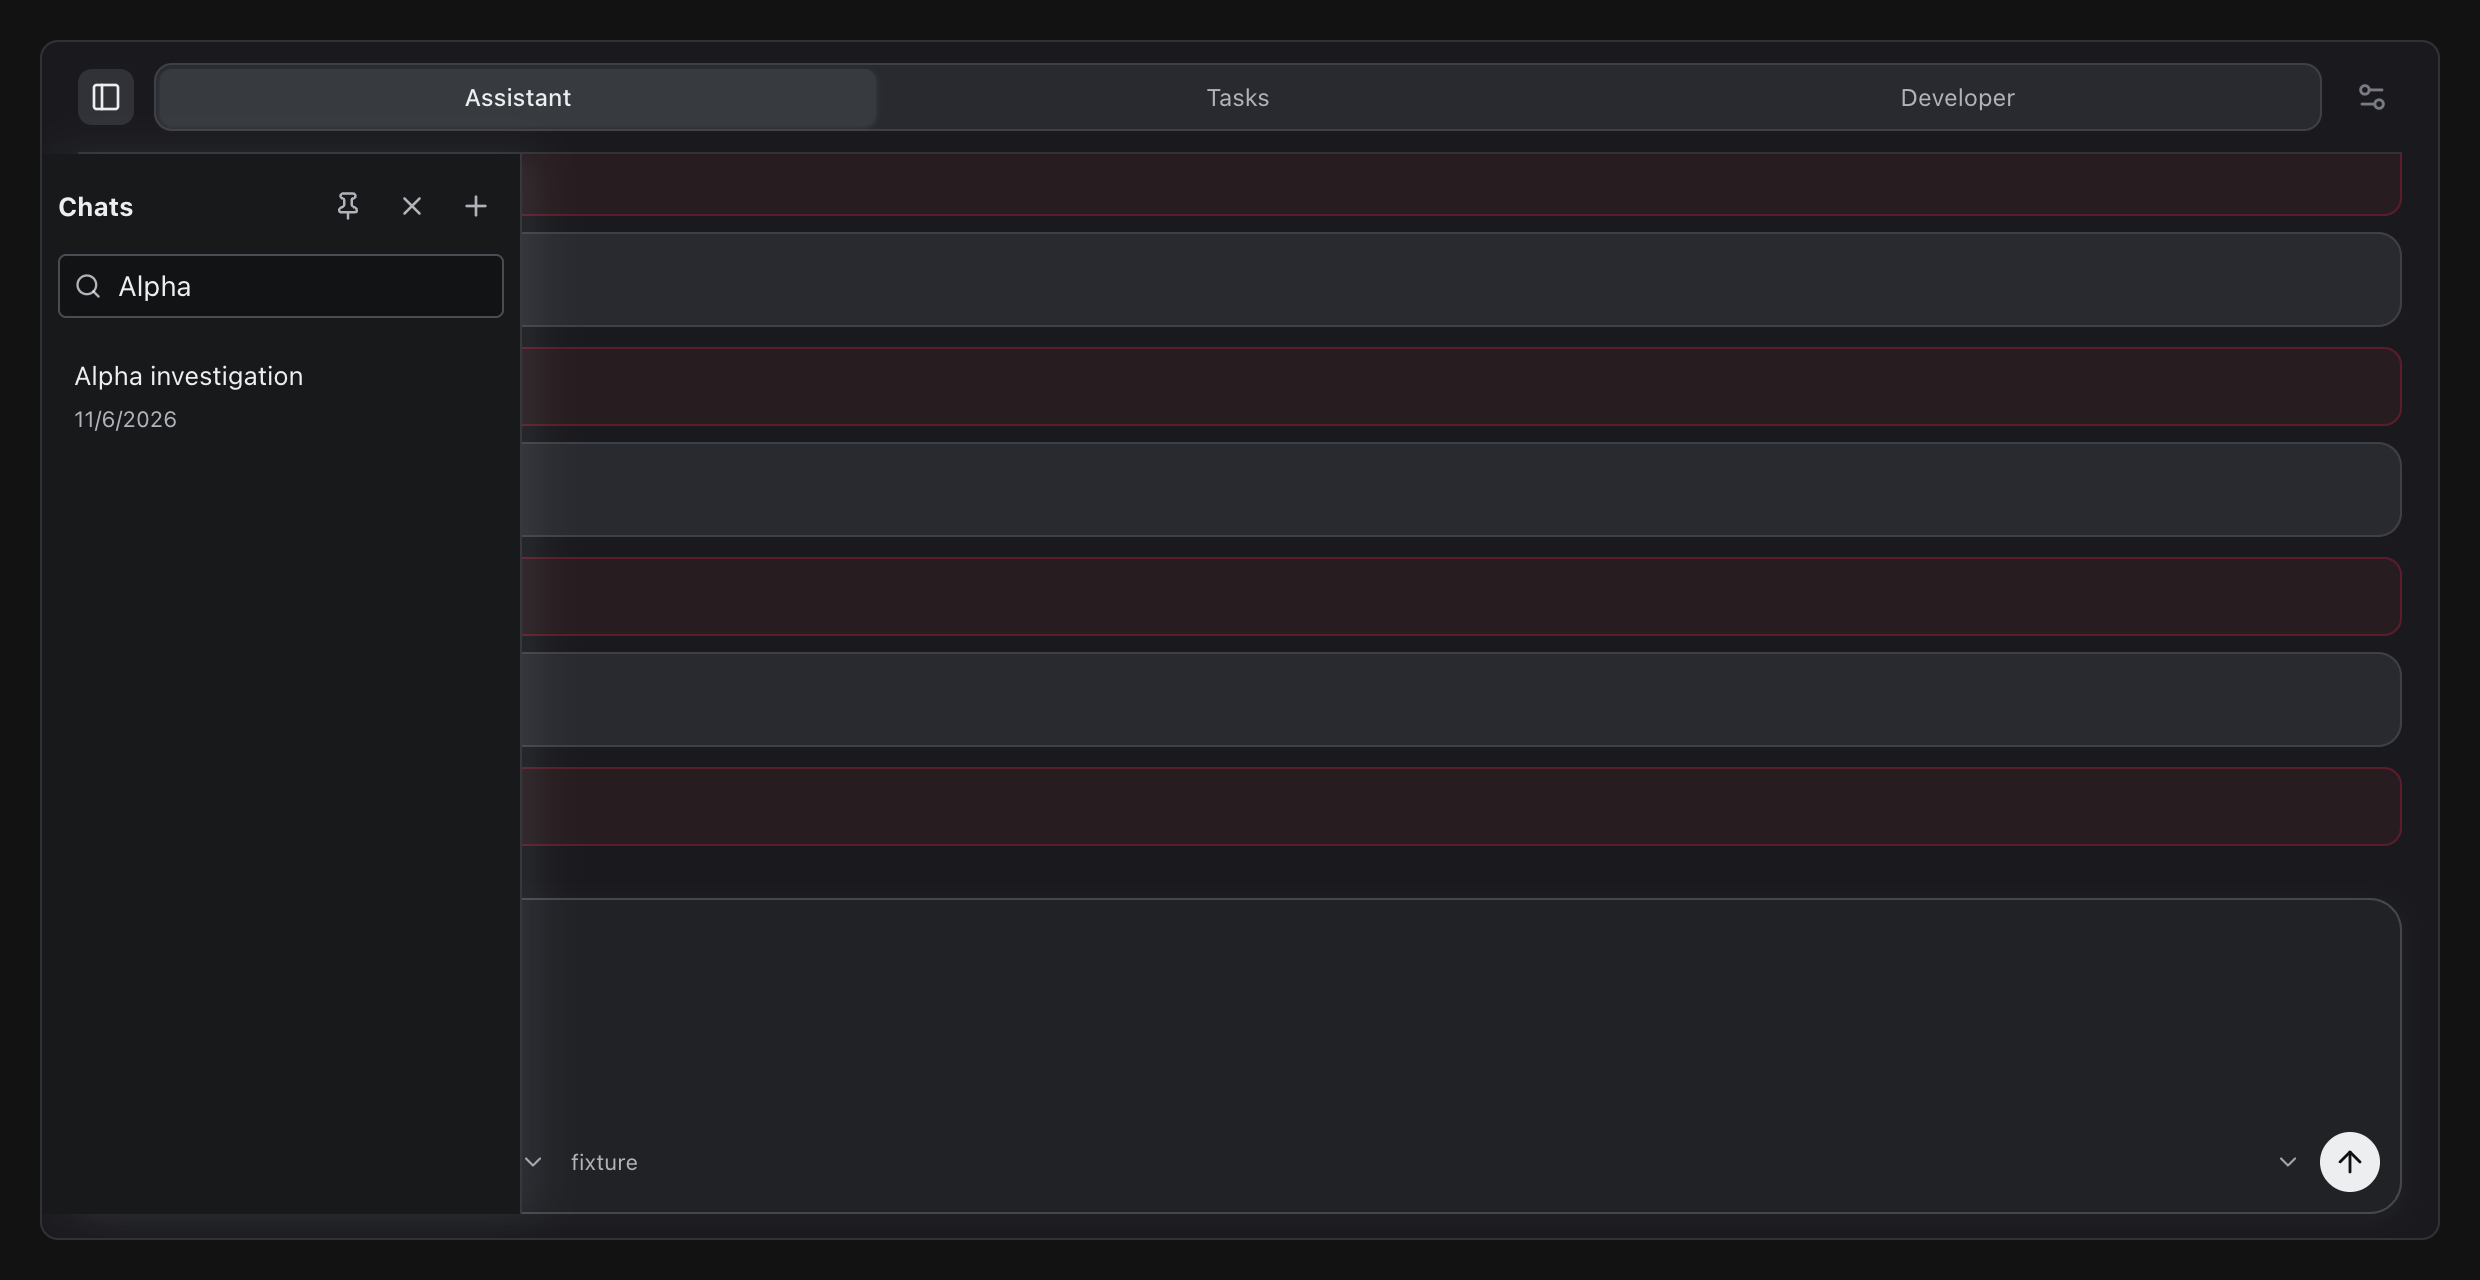 Assistant
Tasks
Developer
Chats
Alpha
Alpha investigation
11/6/2026
fixture